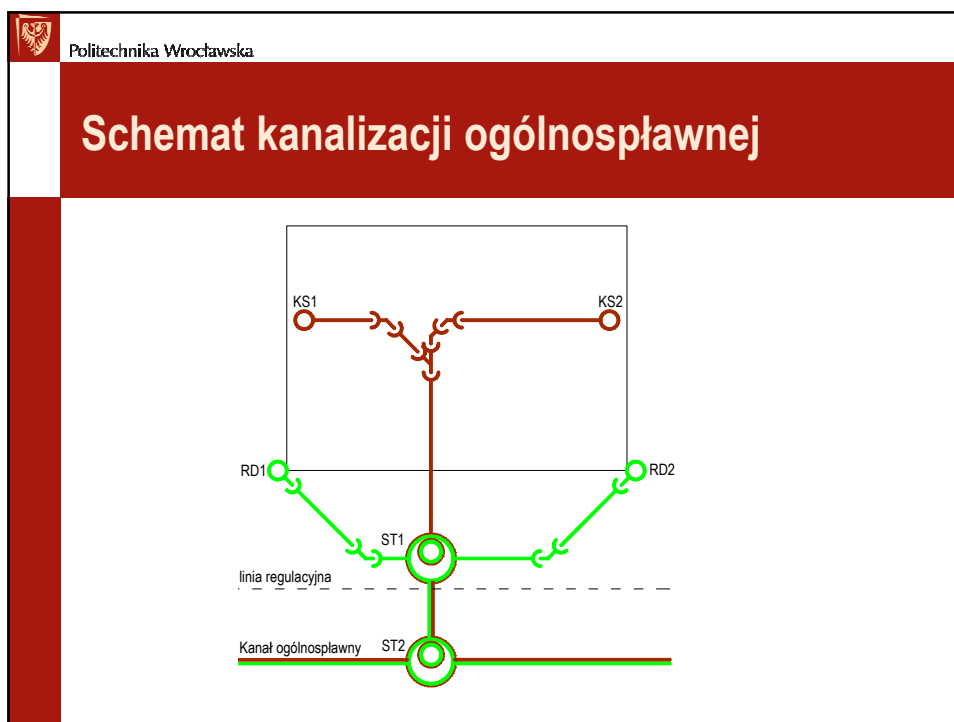 Politechnika Wrocławska
Schemat kanalizacji ogólnospławnej
KS1
KS2
RD1
RD2
ST1
linia regulacyjna
Kanał ogólnospławny
ST2